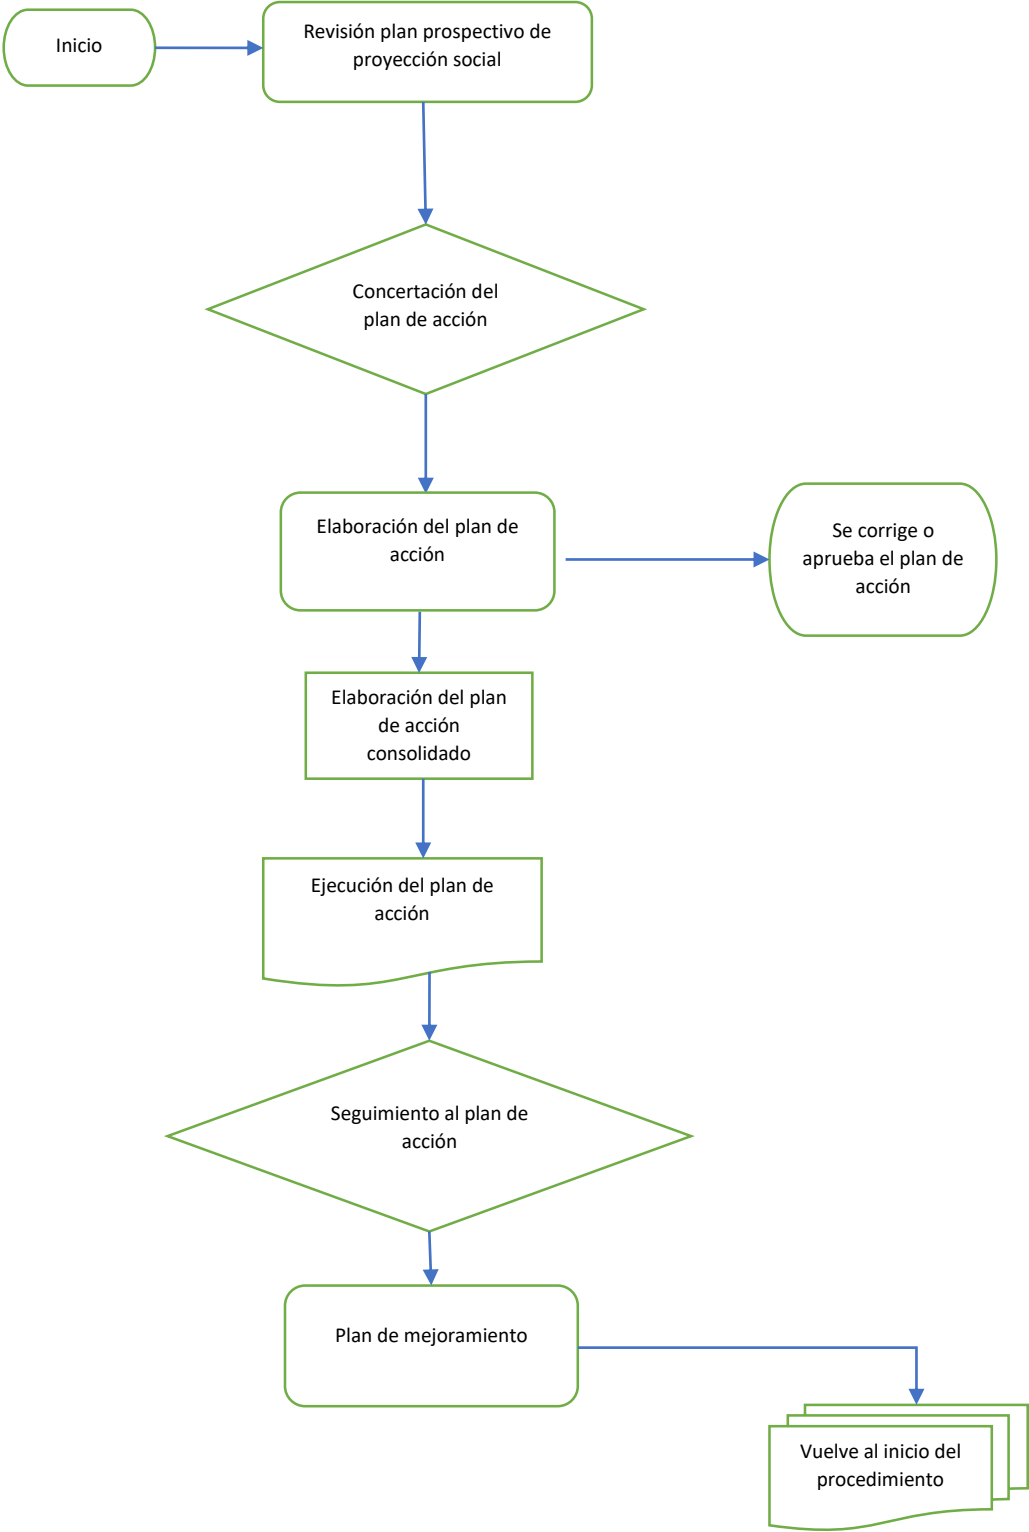 Inicio
Revisión plan prospectivo de
proyección social
Concertación del
plan de acción
Elaboración del plan de
acción
Se corrige o
aprueba el plan de
acción
Elaboración del plan
de acción
consolidado
Ejecución del plan de
acción
Seguimiento al plan de
acción
Plan de mejoramiento
Vuelve al inicio del
procedimiento